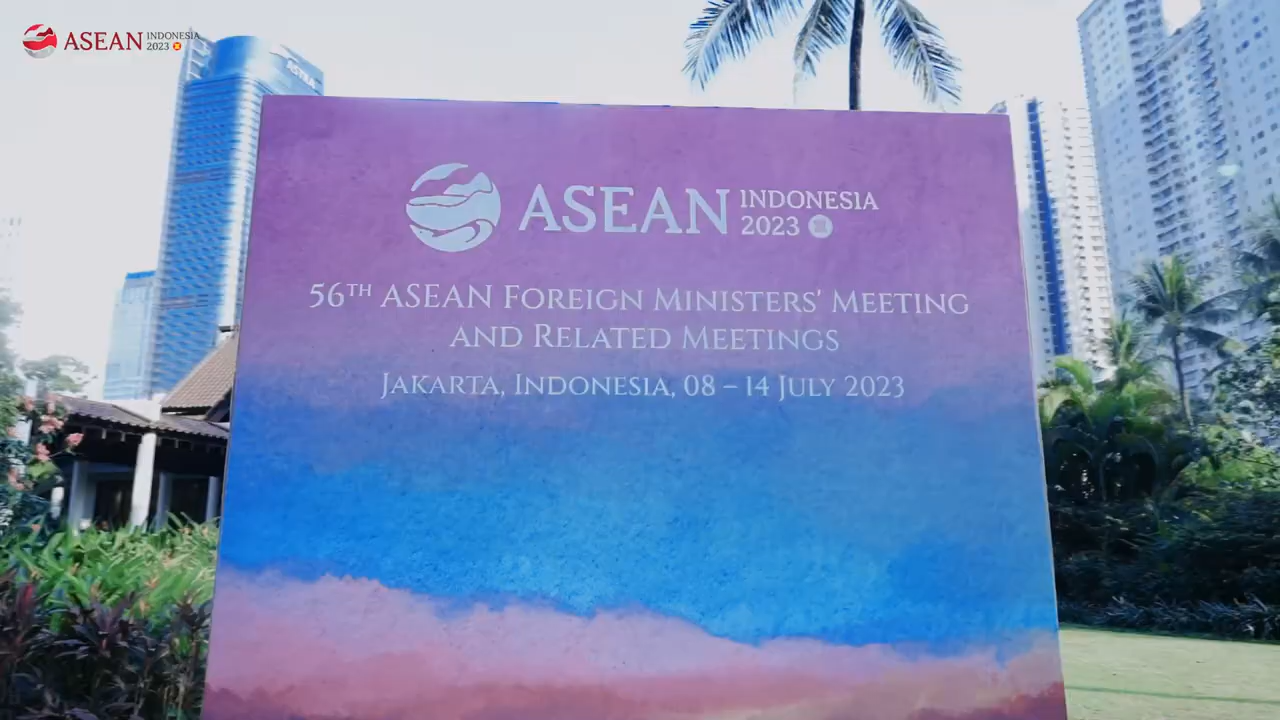 ASEAN INDONESIA
2023
ASTRA
ASEAN INDONESIA
2023
56TH ASEAN FOREIGN MINISTERS' MEETING
AND RELATED MEETINGS
JAKARTA, INDONESIA, 08 – 14 JULY 2023